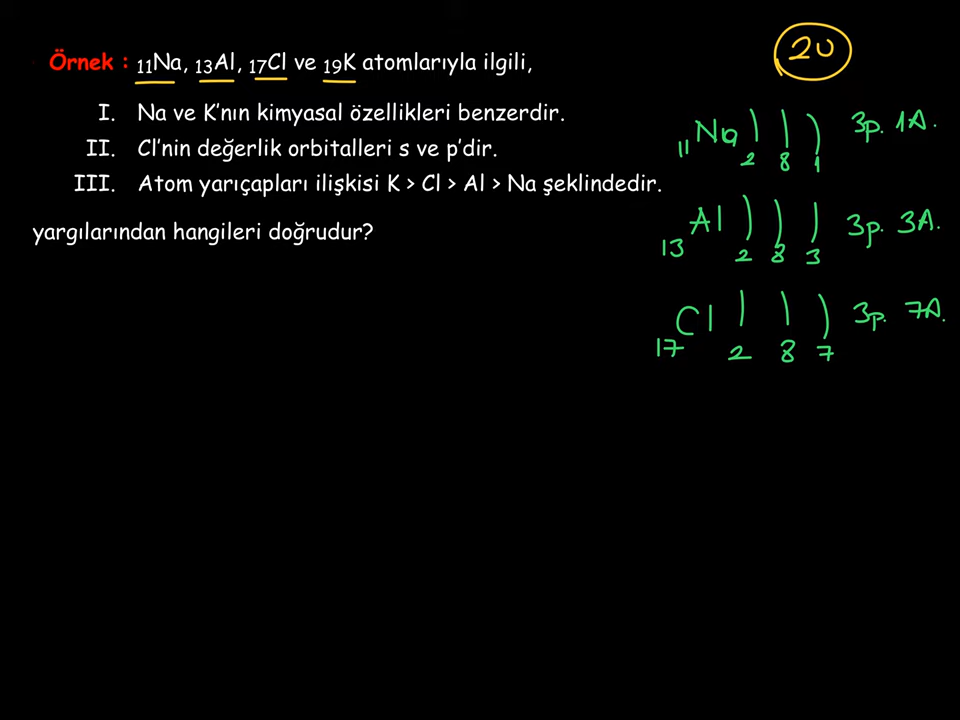 Örnek : ₁₁Na, ₁₃Al, ₁₇Cl ve ₁₉K atomlarıyla ilgili,
20
I. Na ve K'nın kimyasal özellikleri benzerdir.
II. Cl'nin değerlik orbitalleri s ve p'dir.
III. Atom yarıçapları ilişkisi K > Cl > Al > Na şeklindedir.
yargılarından hangileri doğrudur?
₁₁Na ) ) ) 3p. 1A.
2 8 1
₁₃Al ) ) ) 3p. 3A.
2 8 3
₁₇Cl ) ) ) 3p. 7A.
2 8 7